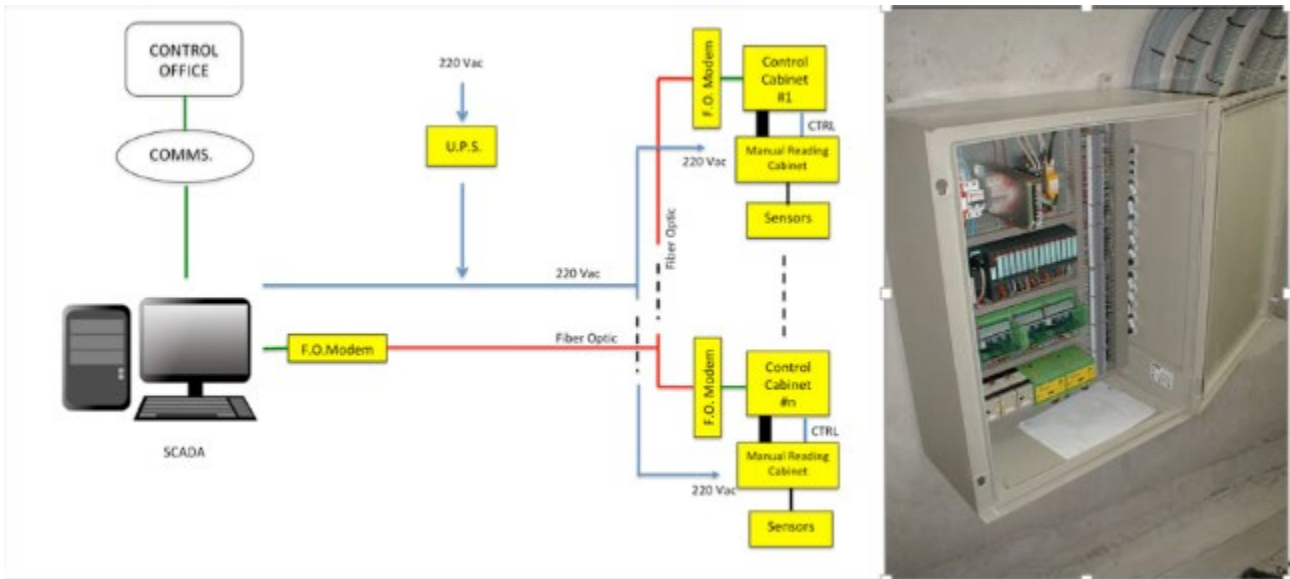 CONTROL
OFFICE
COMMS.
SCADA
220 Vac
U.P.S.
220 Vac
F.O.Modem
Fiber Optic
Fiber Optic
F.O. Modem
Control
Cabinet
#1
CTRL
220 Vac
Manual Reading
Cabinet
Sensors
F.O. Modem
Control
Cabinet
#n
CTRL
Manual Reading
Cabinet
220 Vac
Sensors